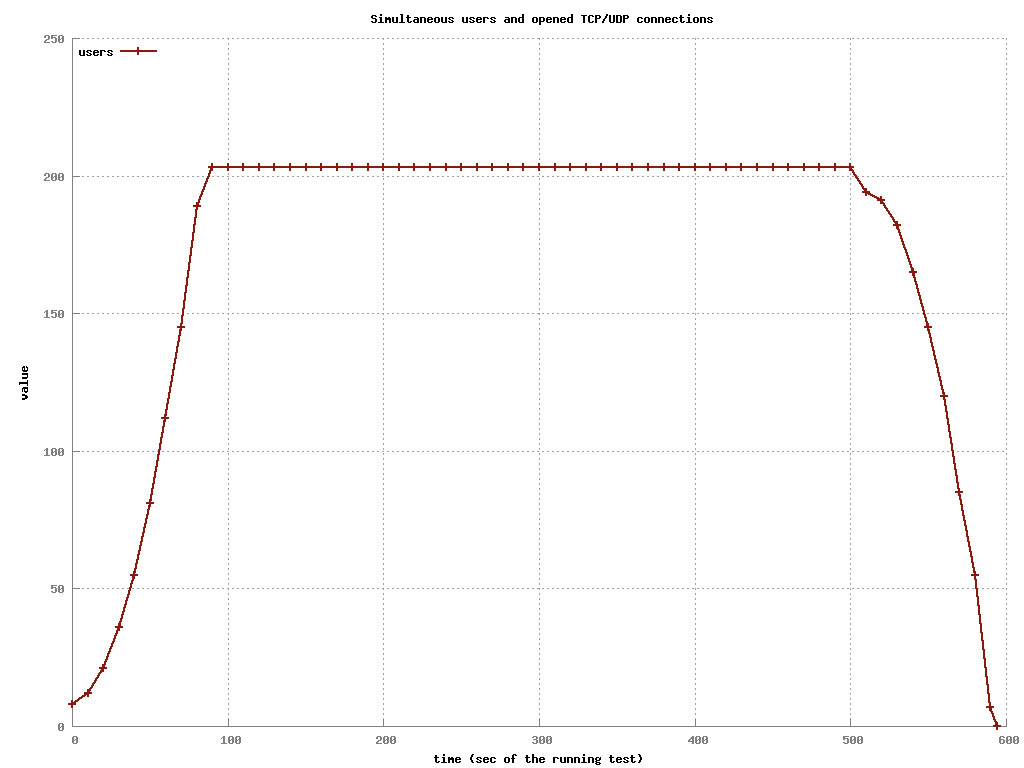 Simultaneous users and opened TCP/UDP connections
250
users
200
150
value
100
50
0
0 100 200 300 400 500 600
time (sec of the running test)